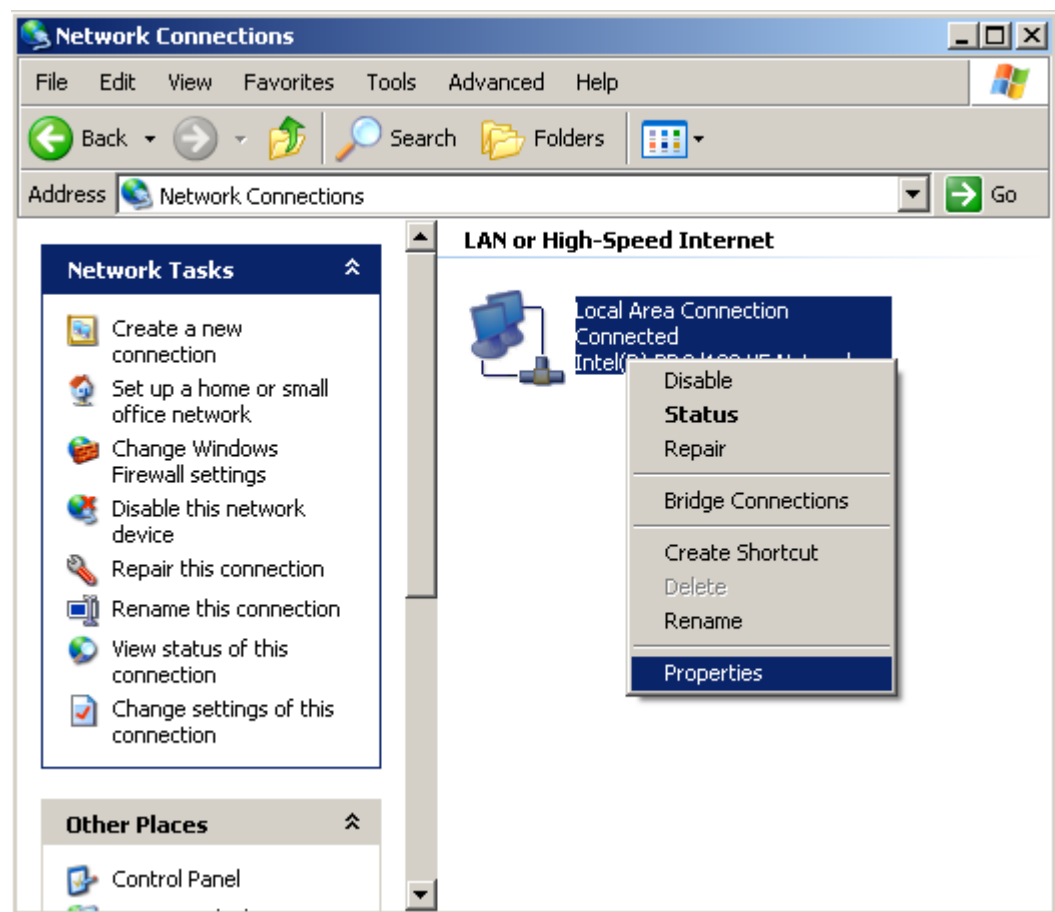 Network Connections
File Edit View Favorites Tools Advanced Help
Back Search Folders
Address Network Connections Go
Network Tasks
Create a new
connection
Set up a home or small
office network
Change Windows
Firewall settings
Disable this network
device
Repair this connection
Rename this connection
View status of this
connection
Change settings of this
connection
Other Places
Control Panel
LAN or High-Speed Internet
Local Area Connection
Connected
Disable
Status
Repair
Bridge Connections
Create Shortcut
Delete
Rename
Properties